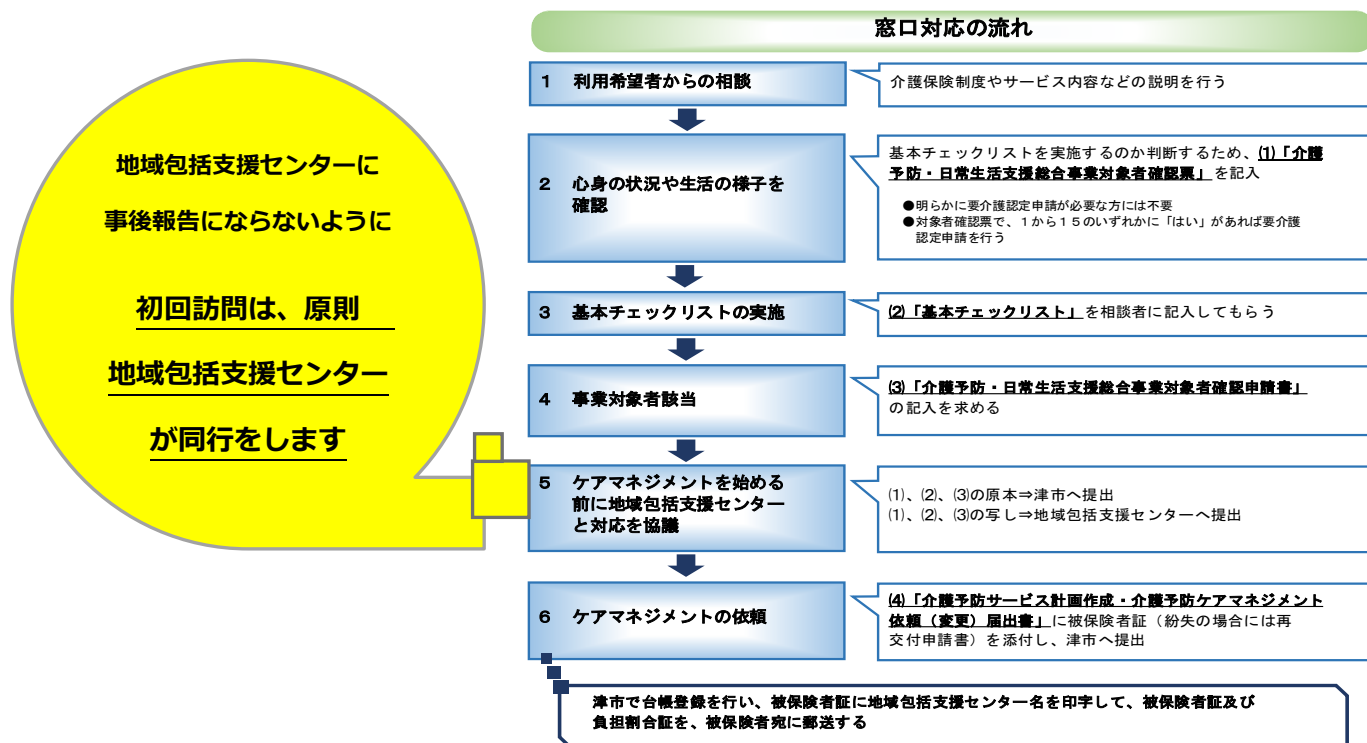 窓口対応の流れ
地域包括支援センターに
事後報告にならないように
初回訪問は、原則
地域包括支援センター
が同行をします
1 利用希望者からの相談
介護保険制度やサービス内容などの説明を行う
2 心身の状況や生活の様子を
確認
基本チェックリストを実施するのか判断するため、⑴「介護
予防・日常生活支援総合事業対象者確認票」を記入
●明らかに要介護認定申請が必要な方には不要
●対象者確認票で、1から15のいずれかに「はい」があれば要介護
認定申請を行う
3 基本チェックリストの実施
⑵「基本チェックリスト」を相談者に記入してもらう
4 事業対象者該当
⑶「介護予防・日常生活支援総合事業対象者確認申請書」
の記入を求める
5 ケアマネジメントを始める
前に地域包括支援センター
と対応を協議
⑴、⑵、⑶の原本⇒津市へ提出
⑴、⑵、⑶の写し⇒地域包括支援センターへ提出
6 ケアマネジメントの依頼
⑷「介護予防サービス計画作成・介護予防ケアマネジメント
依頼（変更）届出書」に被保険者証（紛失の場合には再
交付申請書）を添付し、津市へ提出
津市で台帳登録を行い、被保険者証に地域包括支援センター名を印字して、被保険者証及び
負担割合証を、被保険者宛に郵送する